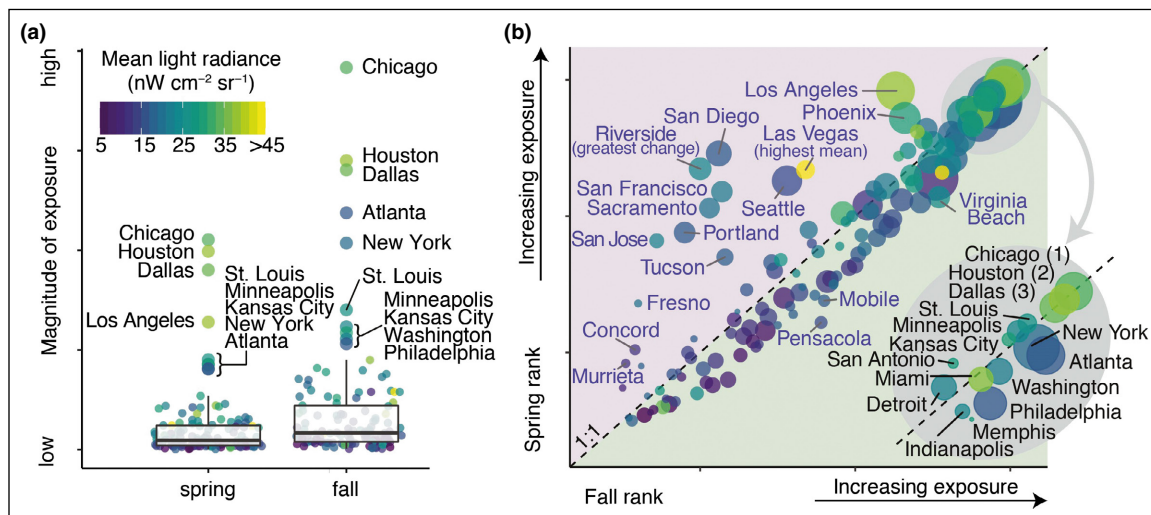 (a)
Mean light radiance
(nW cm⁻² sr⁻¹)
5 15 25 35 >45
Magnitude of exposure
high
low
Chicago
Houston
Dallas
Los Angeles
St. Louis
Minneapolis
Kansas City
New York
Atlanta
Chicago
Houston
Dallas
Atlanta
New York
St. Louis
Minneapolis
Kansas City
Washington
Philadelphia
spring
fall
(b)
Increasing exposure
Spring rank
Los Angeles
Phoenix
San Diego
Riverside
(greatest change)
Las Vegas
(highest mean)
San Francisco
Sacramento
Seattle
San Jose
Portland
Tucson
Virginia
Beach
Fresno
Mobile
Pensacola
Concord
Murrieta
1:1
Chicago (1)
Houston (2)
Dallas (3)
St. Louis
Minneapolis
Kansas City
New York
San Antonio
Atlanta
Miami
Washington
Detroit
Philadelphia
Memphis
Indianapolis
Fall rank
Increasing exposure